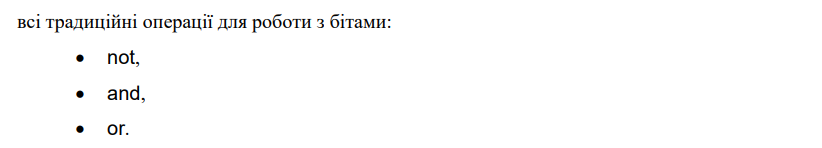 всі традиційні операції для роботи з бітами:
• not,
• and,
• or.